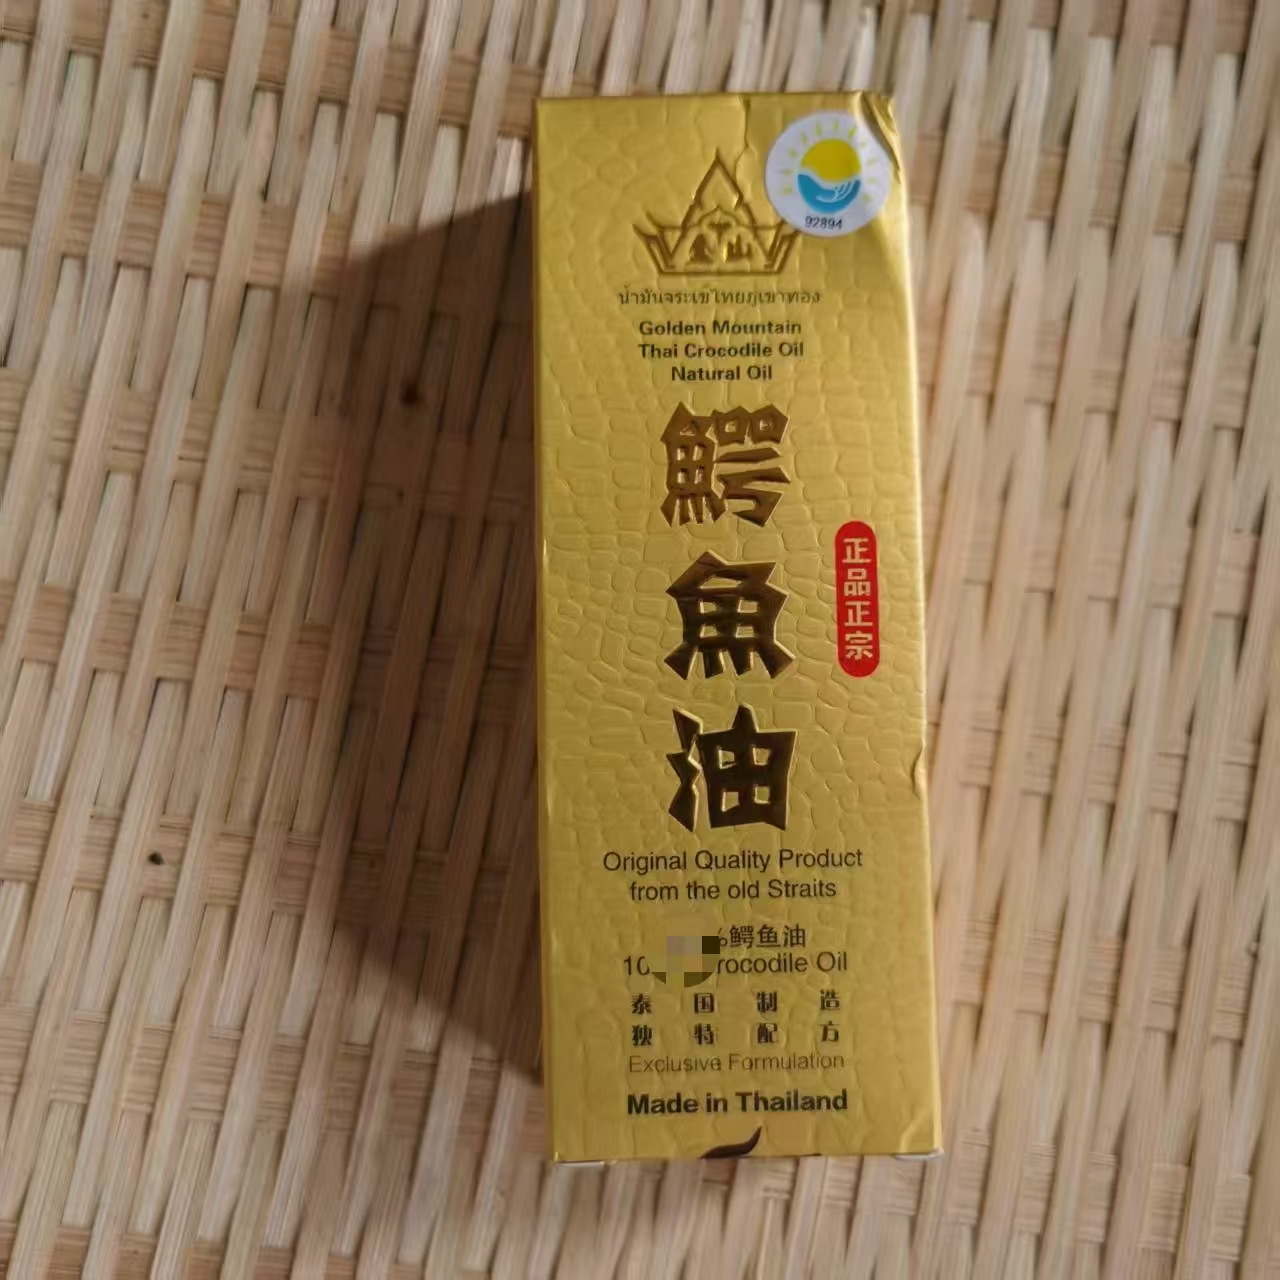 92894
金山
น้ำมันจระเข้ไทยภูเขาทอง
Golden Mountain
Thai Crocodile Oil
Natural Oil
鰐魚油
正品正宗
Original Quality Product
from the old Straits
%鳄鱼油
10 rocodile Oil
泰国制造
独特配方
Exclusive Formulation
Made in Thailand